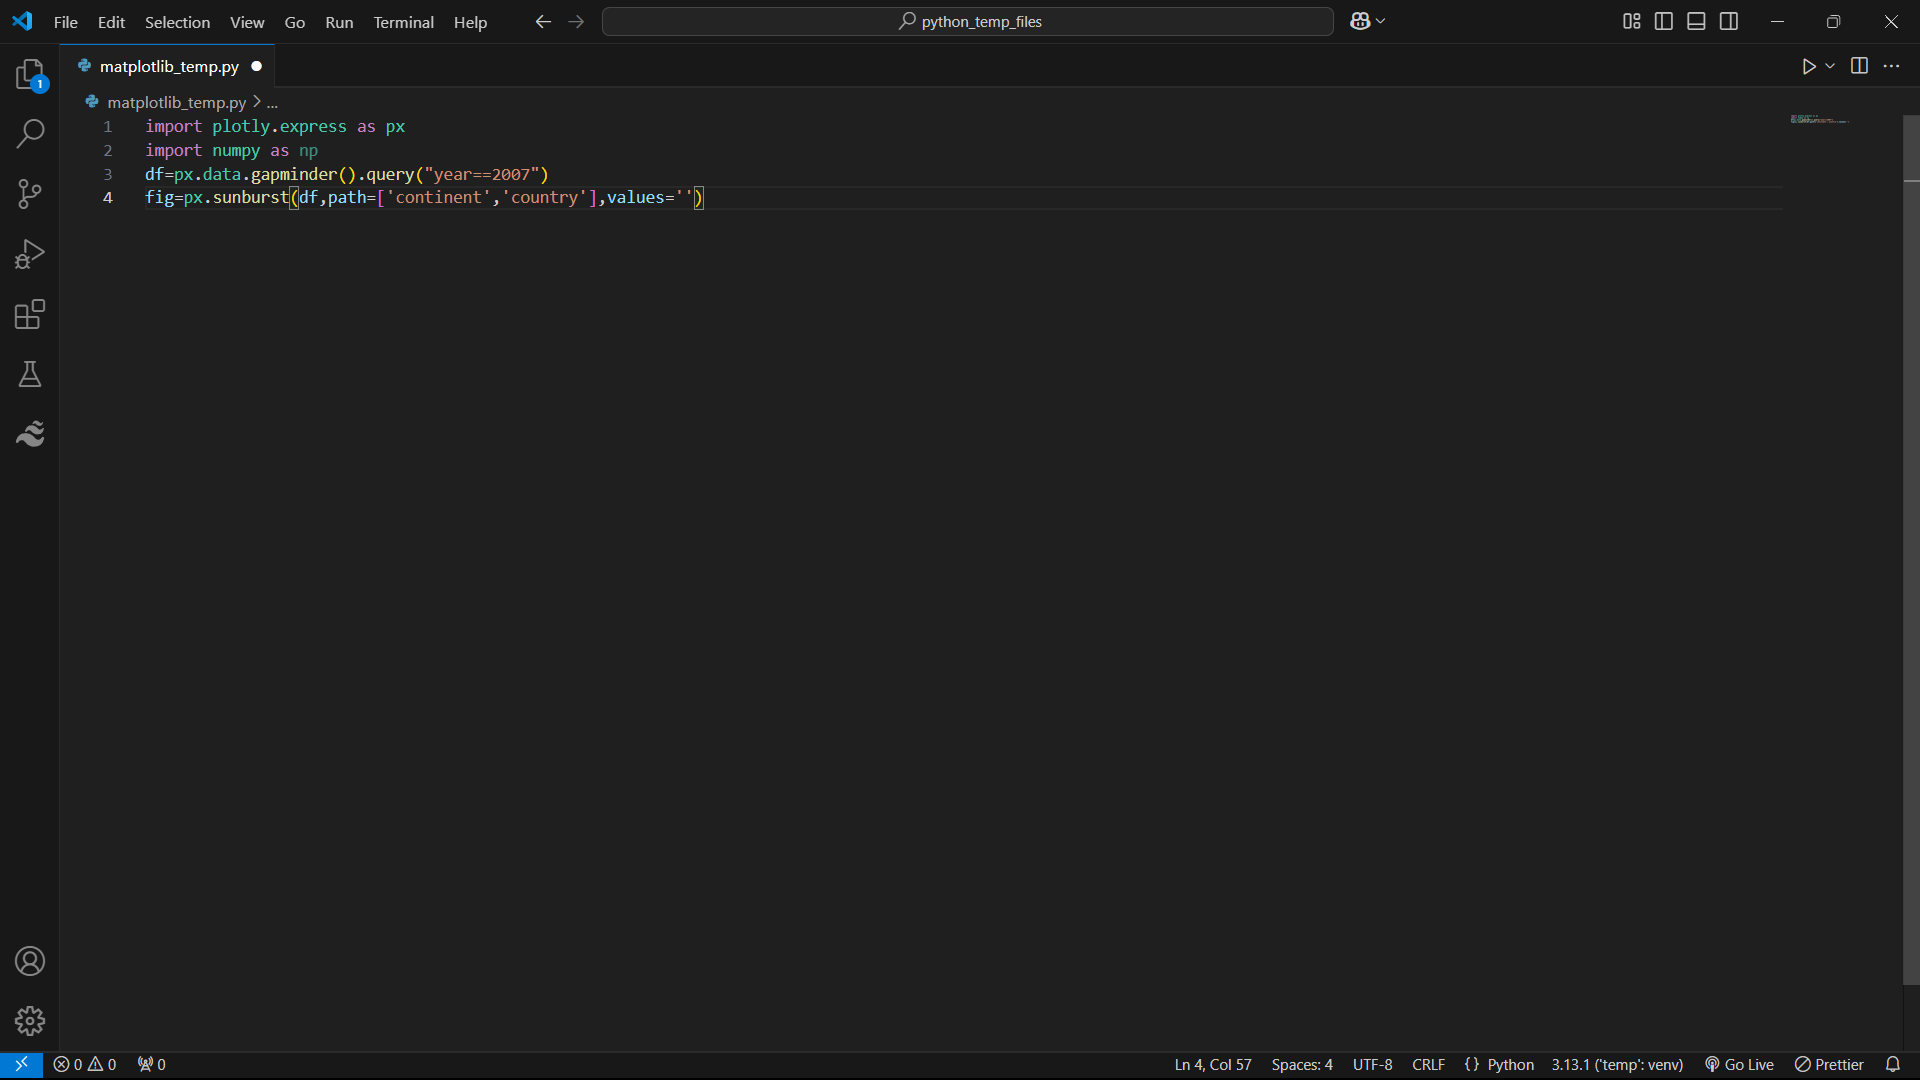 File Edit Selection View Go Run Terminal Help python_temp_files
matplotlib_temp.py
1
matplotlib_temp.py > ...
1 import plotly.express as px
2 import numpy as np
3 df=px.data.gapminder().query("year==2007")
4 fig=px.sunburst(df,path=['continent','country'],values='')
0 0 0 Ln 4, Col 57 Spaces: 4 UTF-8 CRLF {} Python 3.13.1 ('temp': venv) Go Live Prettier